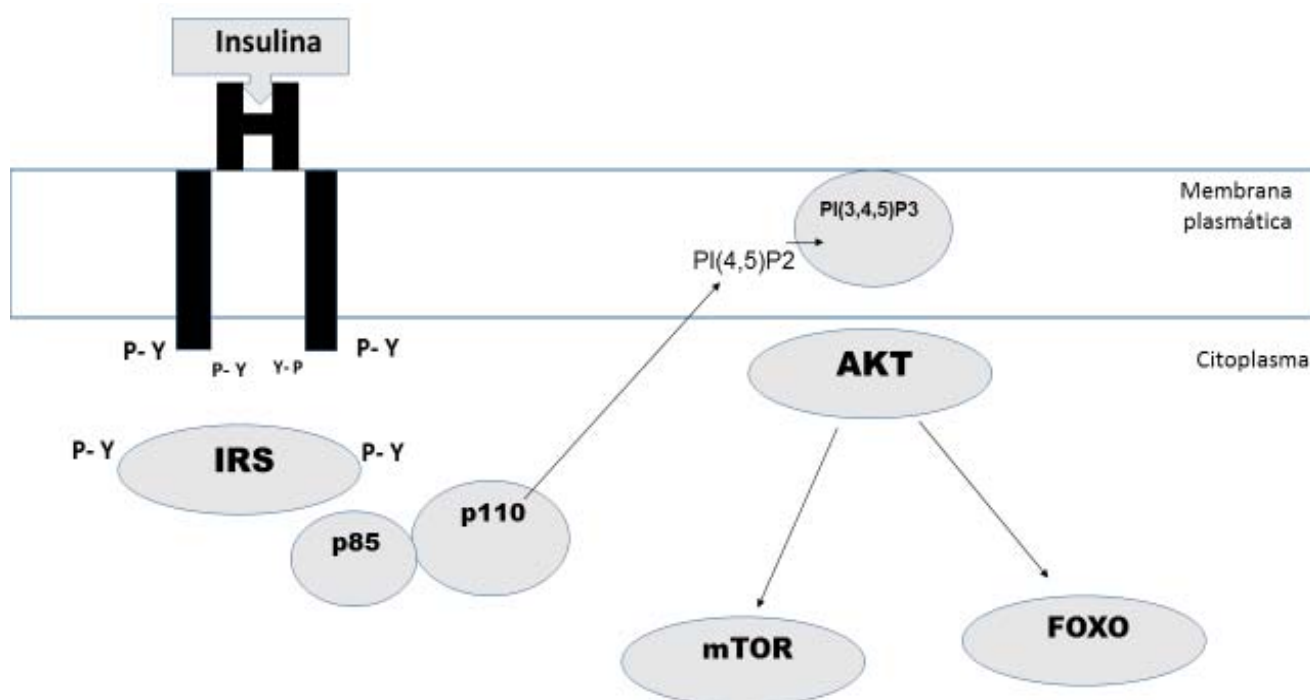 Insulina
Membrana
plasmática
PI(3,4,5)P3
PI(4,5)P2
P- Y
P- Y
Y- P
P- Y
AKT
Citoplasma
P- Y
IRS
P- Y
p85
p110
mTOR
FOXO